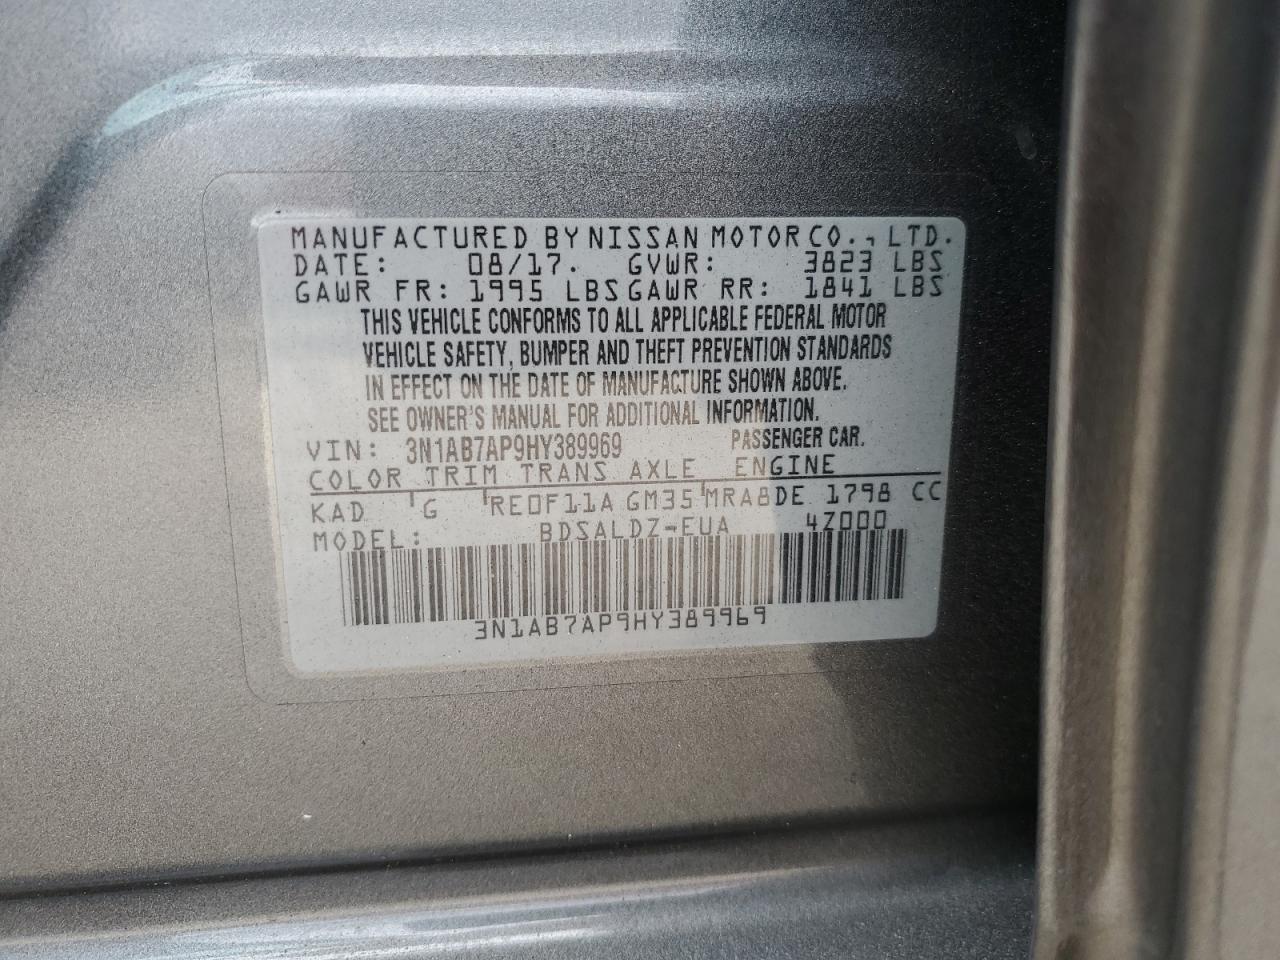 MANUFACTURED BY NISSAN MOTOR CO., LTD.
DATE: 08/17. GVWR: 3823 LBS
GAWR FR: 1995 LBS GAWR RR: 1841 LBS
THIS VEHICLE CONFORMS TO ALL APPLICABLE FEDERAL MOTOR
VEHICLE SAFETY, BUMPER AND THEFT PREVENTION STANDARDS
IN EFFECT ON THE DATE OF MANUFACTURE SHOWN ABOVE.
SEE OWNER'S MANUAL FOR ADDITIONAL INFORMATION.
VIN: 3N1AB7AP9HY389969 PASSENGER CAR.
COLOR TRIM TRANS AXLE ENGINE
KAD G RE0F11A GM35 MRA8DE 1798 CC
MODEL: BDSALDZ-EUA 4Z000
3N1AB7AP9HY389969